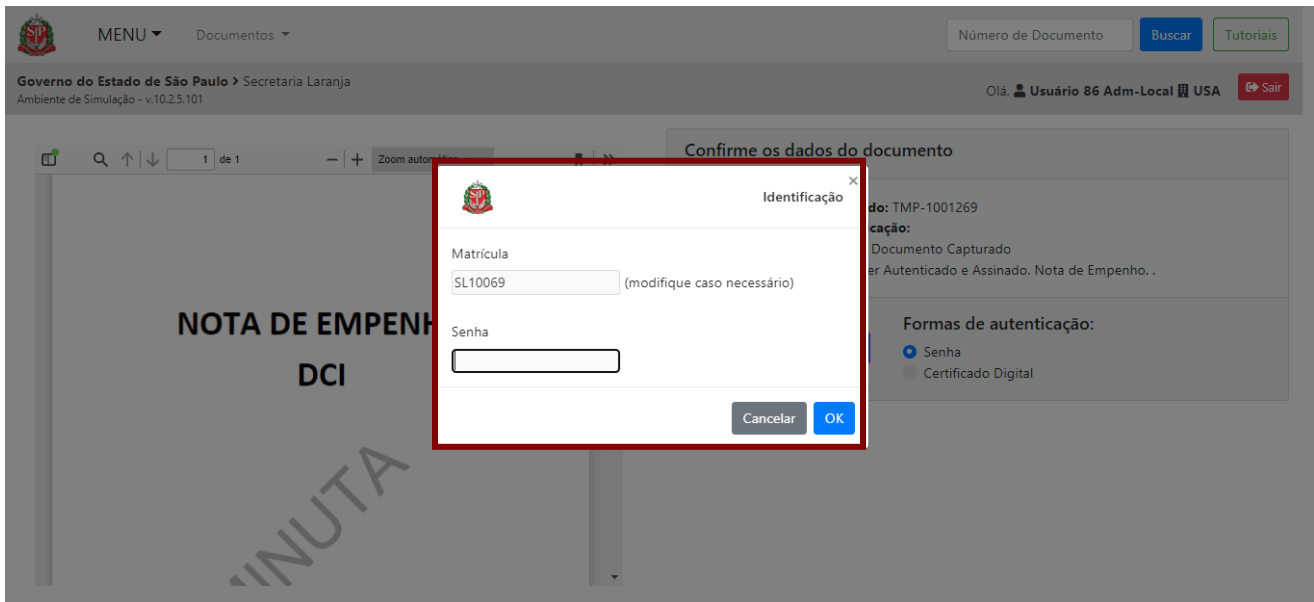 MENU Documentos Número de Documento Buscar Tutoriais
Governo do Estado de São Paulo > Secretaria Laranja
Ambiente de Simulação - v.10.2.5.101
Olá, Usuário 86 Adm-Local USA Sair
1 de 1 Zoom
NOTA DE
DCI
MINUTA
Confirme os dados do documento
do: TMP-1001269
cação:
Documento Capturado
er Autenticado e Assinado. Nota de Empenho. .
Formas de autenticação:
Senha
Certificado Digital
SP
Identificação
×
Matrícula
SL10069 (modifique caso necessário)
Senha
Cancelar OK